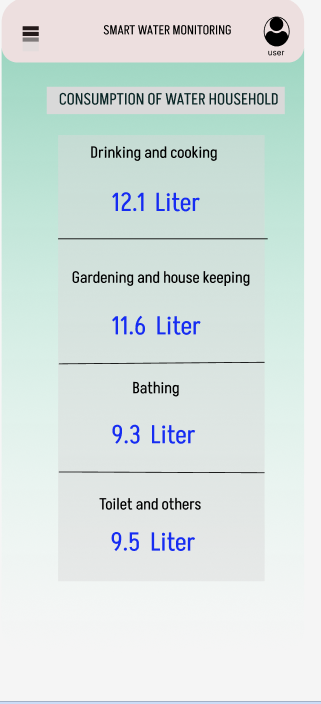 SMART WATER MONITORING
user
CONSUMPTION OF WATER HOUSEHOLD
Drinking and cooking
12.1 Liter
Gardening and house keeping
11.6 Liter
Bathing
9.3 Liter
Toilet and others
9.5 Liter